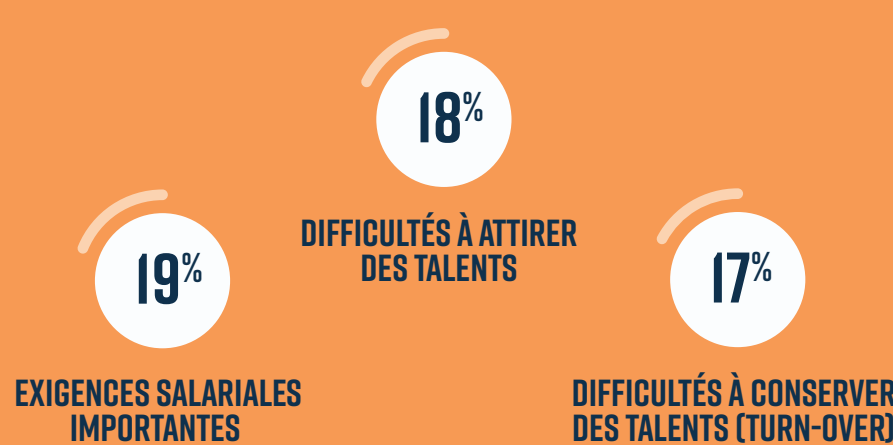 18%
DIFFICULTÉS À ATTIRER
DES TALENTS
19%
EXIGENCES SALARIALES
IMPORTANTES
17%
DIFFICULTÉS À CONSERVER
DES TALENTS (TURN-OVER)